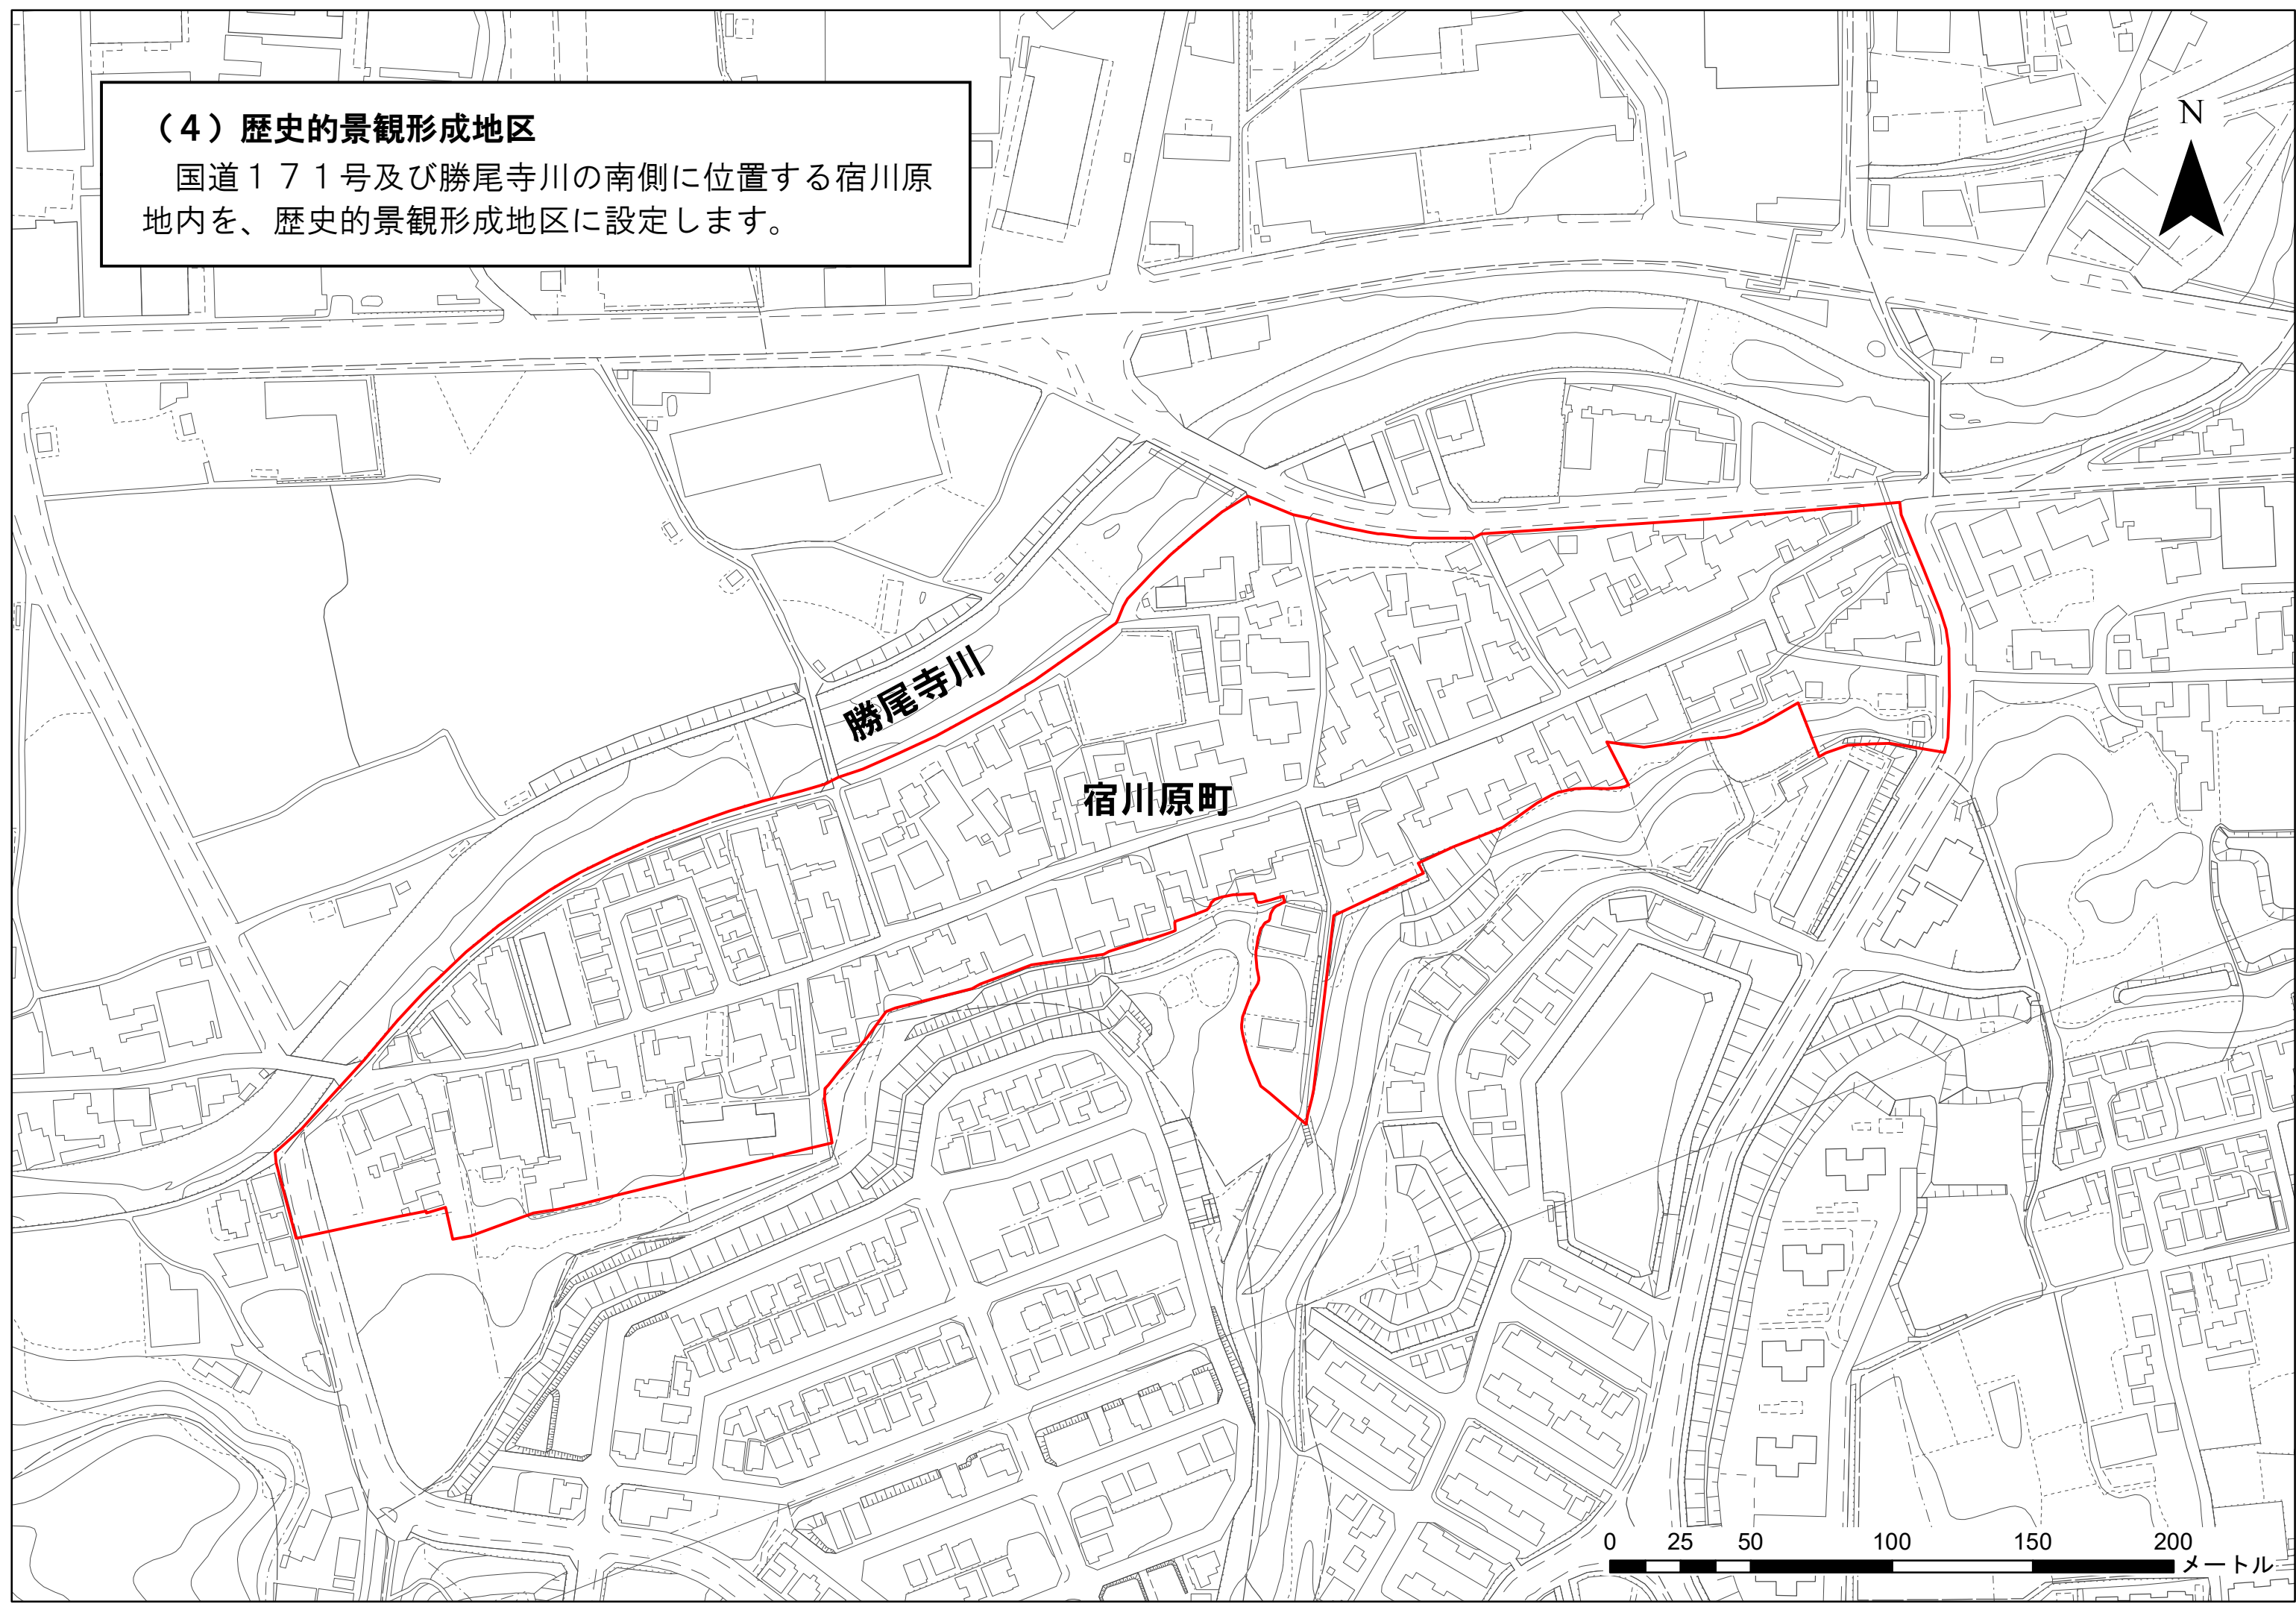 （４）歴史的景観形成地区
　国道１７１号及び勝尾寺川の南側に位置する宿川原
地内を、歴史的景観形成地区に設定します。
N
勝尾寺川
宿川原町
0 25 50 100 150 200
メートル